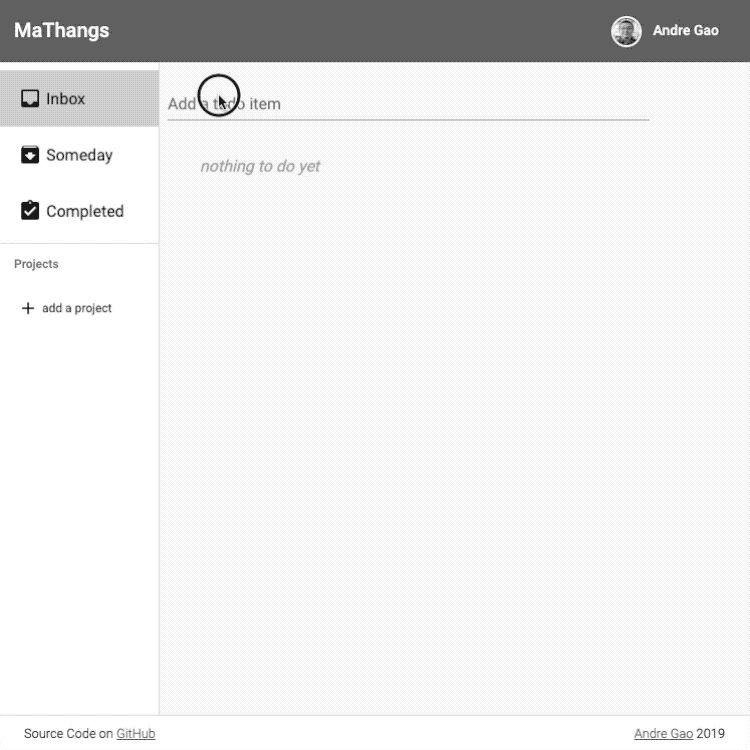 MaThangs
Andre Gao
Inbox
Add a todo item
Someday
nothing to do yet
Completed
Projects
add a project
Source Code on GitHub
Andre Gao 2019